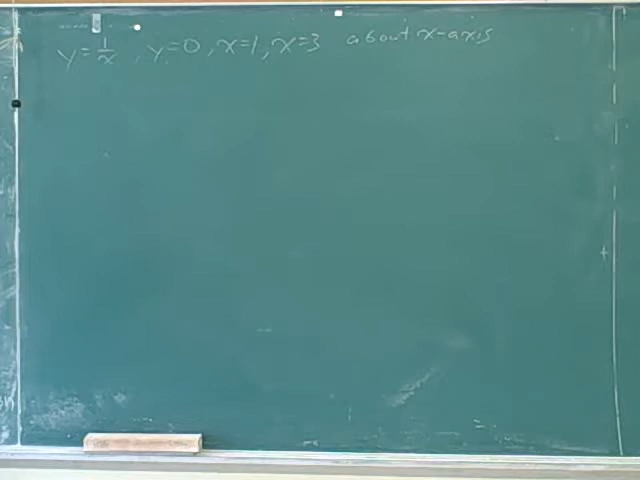 y = 1/x , y = 0 , x = 1 , x = 3 about x-axis